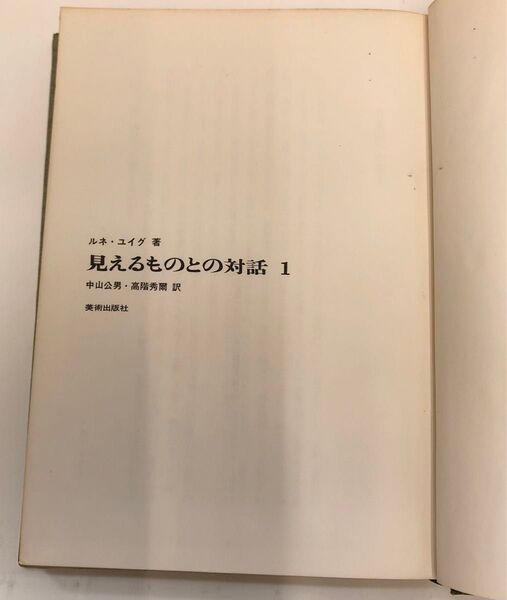 ルネ・ユイグ 著
見えるものとの対話 1
中山公男・高階秀爾 訳
美術出版社